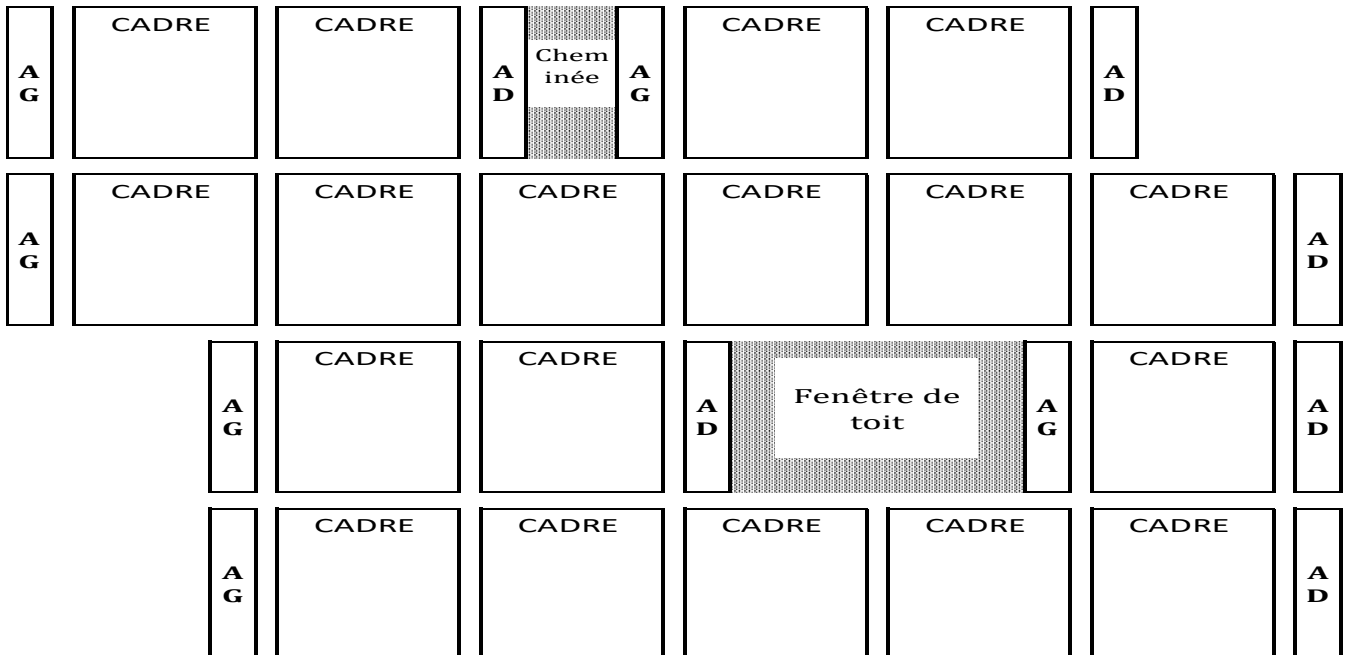 CADRE CADRE CADRE CADRE
A A Chem A A
G D inée G D
CADRE CADRE CADRE CADRE CADRE CADRE
A A
G D
CADRE CADRE CADRE
A A Fenêtre de A A
G D toit G D
CADRE CADRE CADRE CADRE CADRE
A A
G D